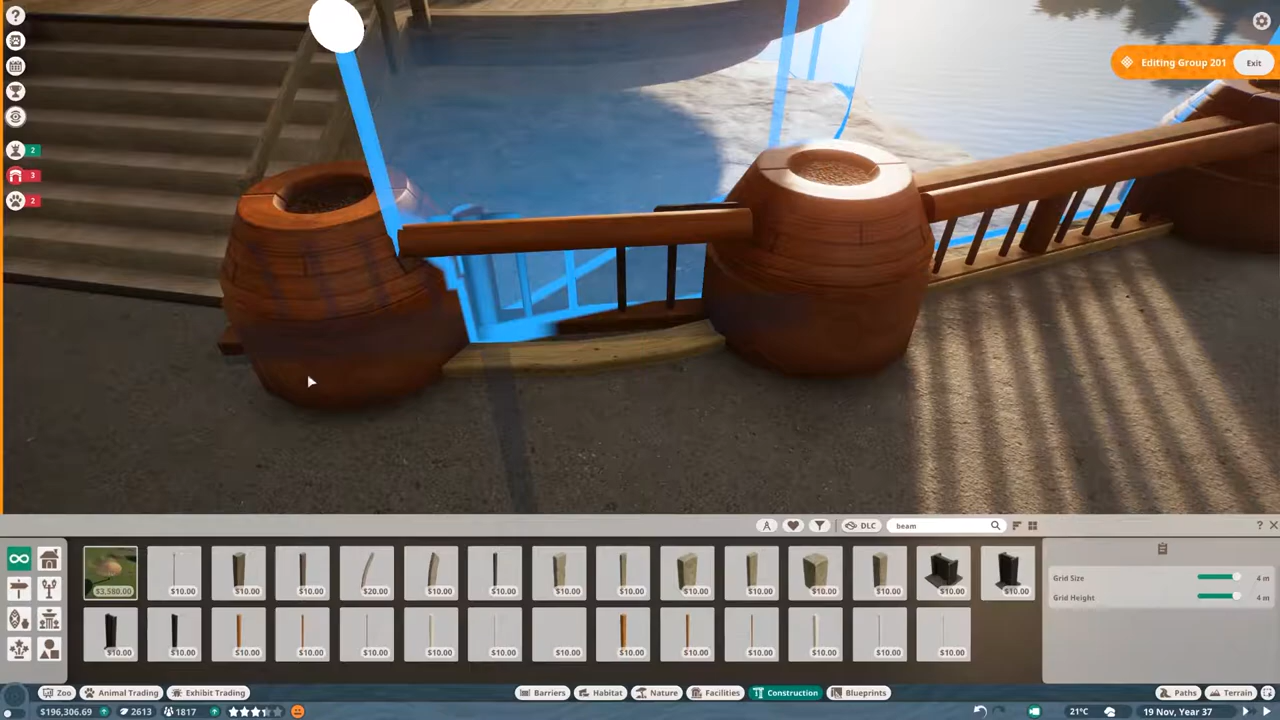 ?
Editing Group 201
Exit
2
3
2
DLC
beam
?
$3,580.00
$10.00
$10.00
$10.00
$20.00
$10.00
$10.00
$10.00
$10.00
$10.00
$10.00
$10.00
$10.00
$10.00
$10.00
Grid Size
4 m
Grid Height
4 m
$10.00
$10.00
$10.00
$10.00
$10.00
$10.00
$10.00
$10.00
$10.00
$10.00
$10.00
$10.00
$10.00
$10.00
Zoo
Animal Trading
Exhibit Trading
Barriers
Habitat
Nature
Facilities
Construction
Blueprints
Paths
Terrain
$196,306.69
2613
1817
21°C
19 Nov, Year 37